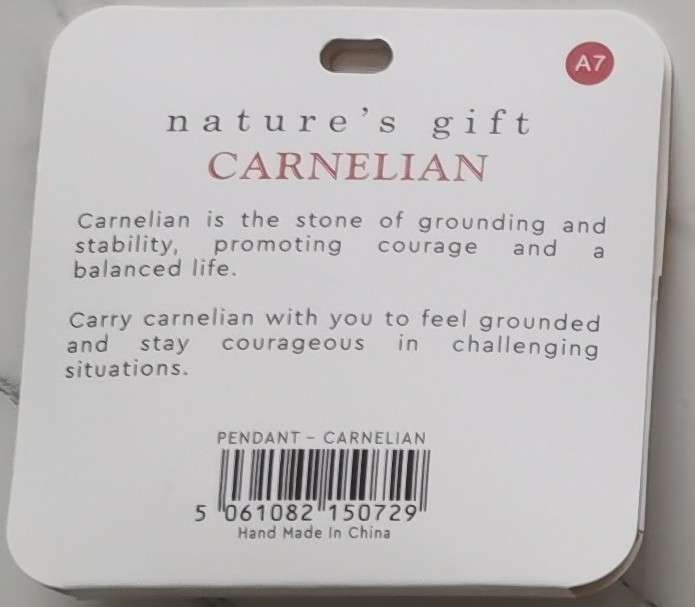 A7
nature's gift
CARNELIAN
Carnelian is the stone of grounding and
stability, promoting courage and a
balanced life.
Carry carnelian with you to feel grounded
and stay courageous in challenging
situations.
PENDANT - CARNELIAN
5 061082 150729
Hand Made In China